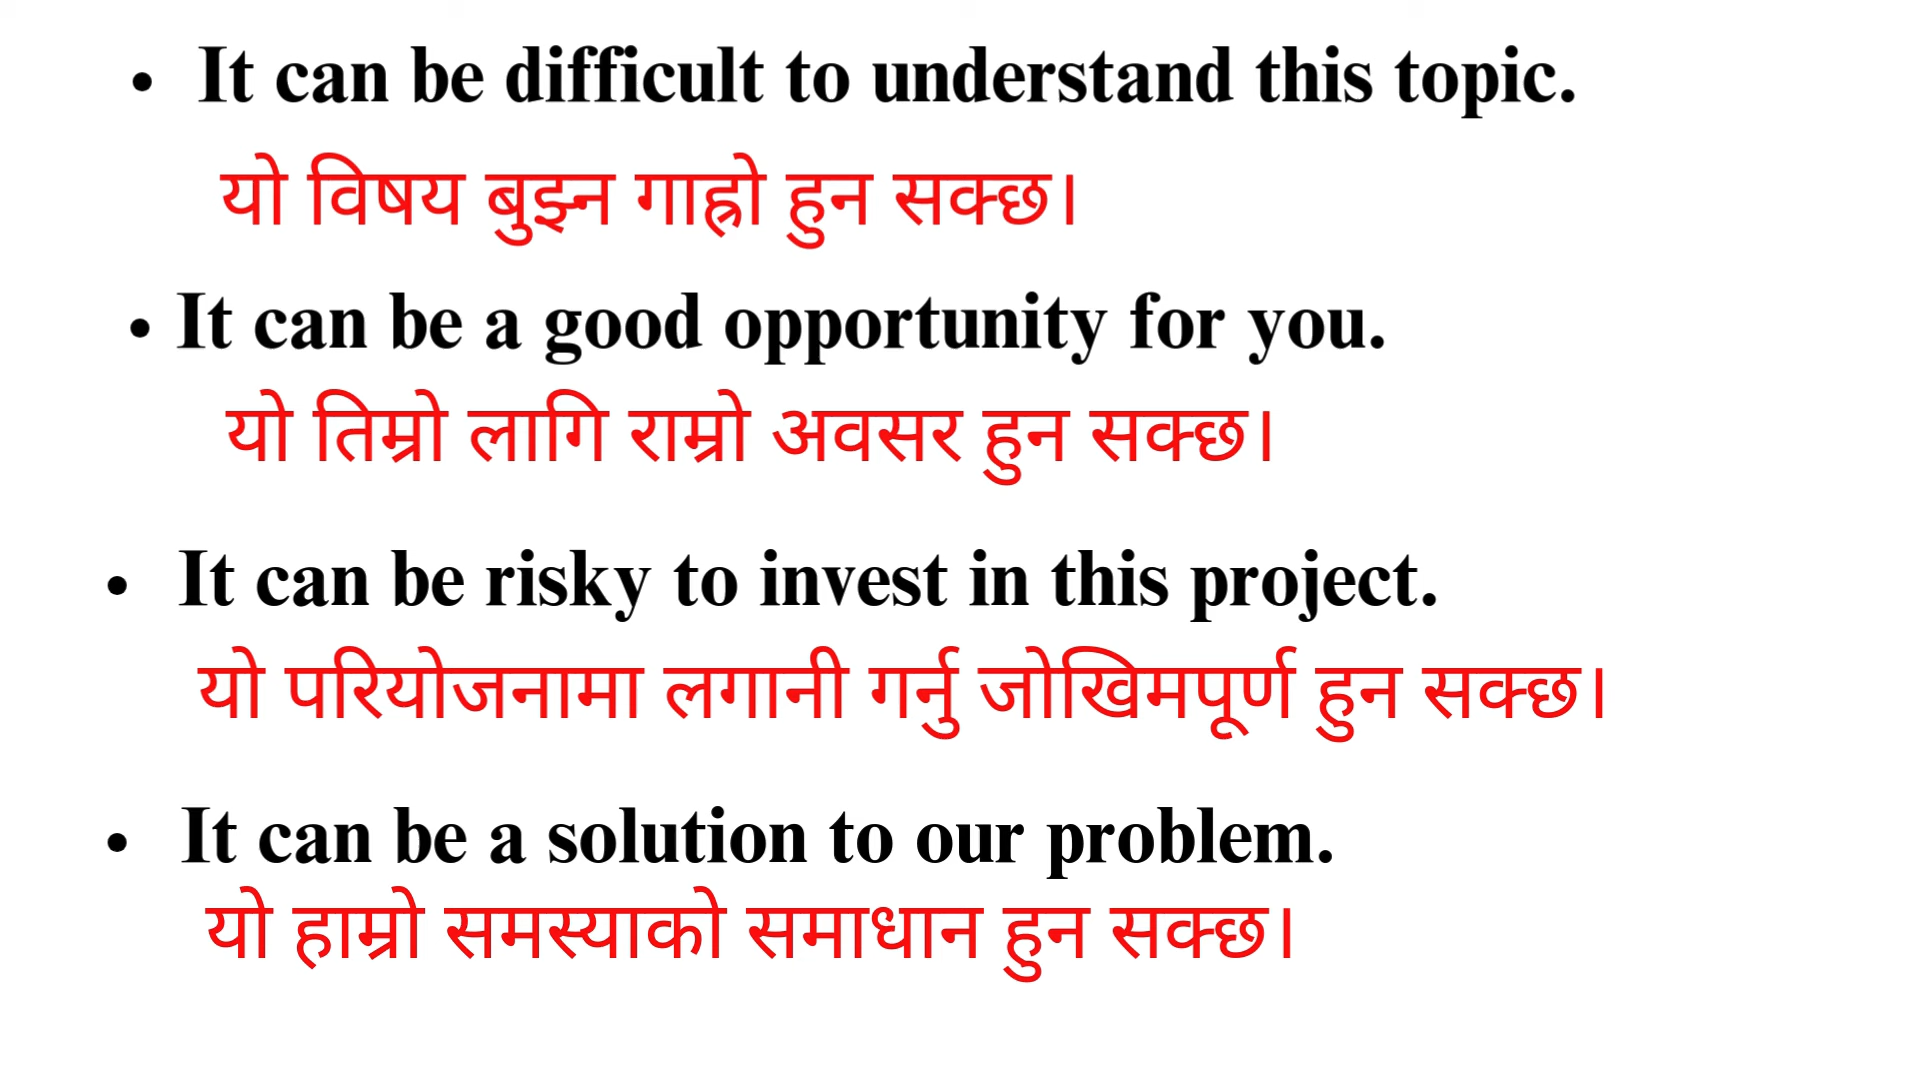 • It can be difficult to understand this topic.
यो विषय बुझ्न गाह्रो हुन सक्छ।
• It can be a good opportunity for you.
यो तिम्रो लागि राम्रो अवसर हुन सक्छ।
• It can be risky to invest in this project.
यो परियोजनामा लगानी गर्नु जोखिमपूर्ण हुन सक्छ।
• It can be a solution to our problem.
यो हाम्रो समस्याको समाधान हुन सक्छ।